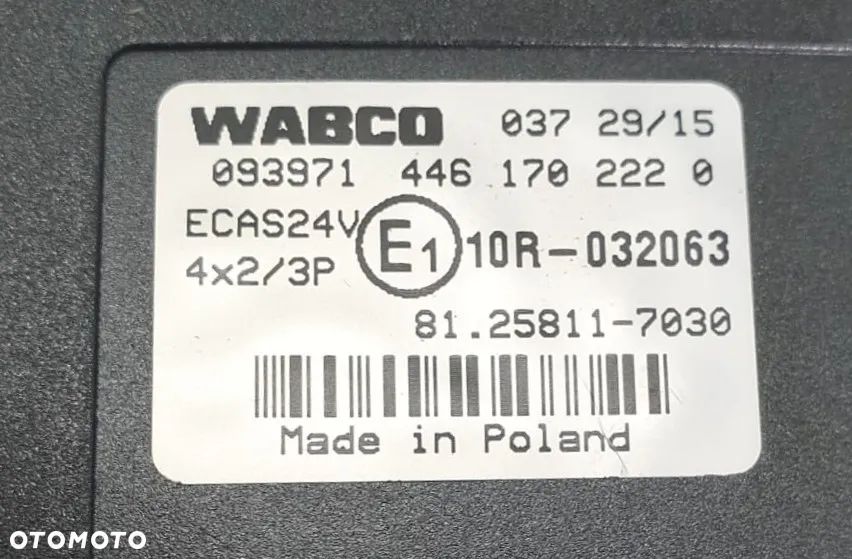 WABCO 037 29/15
093971 446 170 222 0
ECAS24V
4x2/3P
E1 10R-032063
81.25811-7030
Made in Poland
OTOMOTO